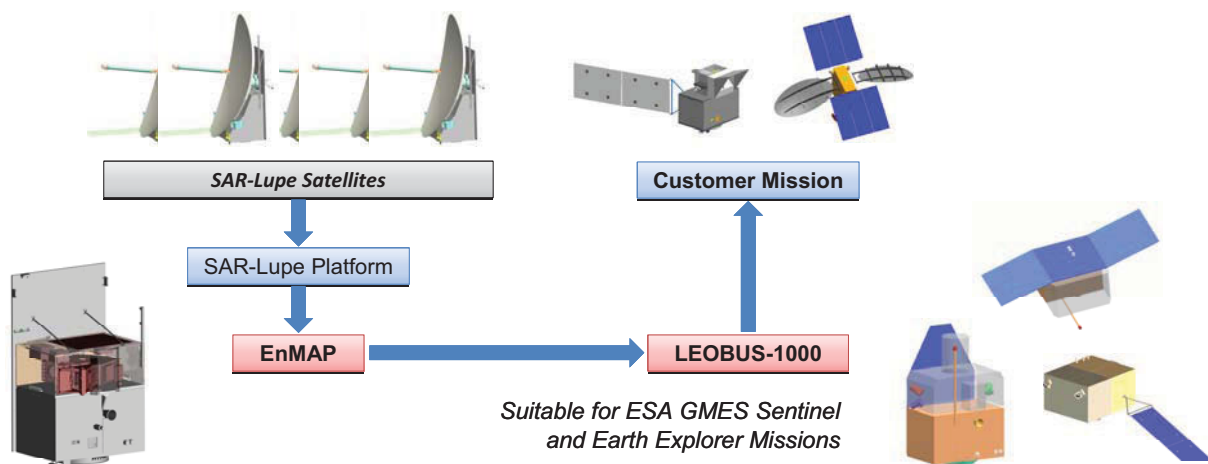 SAR-Lupe Satellites
Customer Mission
SAR-Lupe Platform
EnMAP
LEOBUS-1000
Suitable for ESA GMES Sentinel
and Earth Explorer Missions